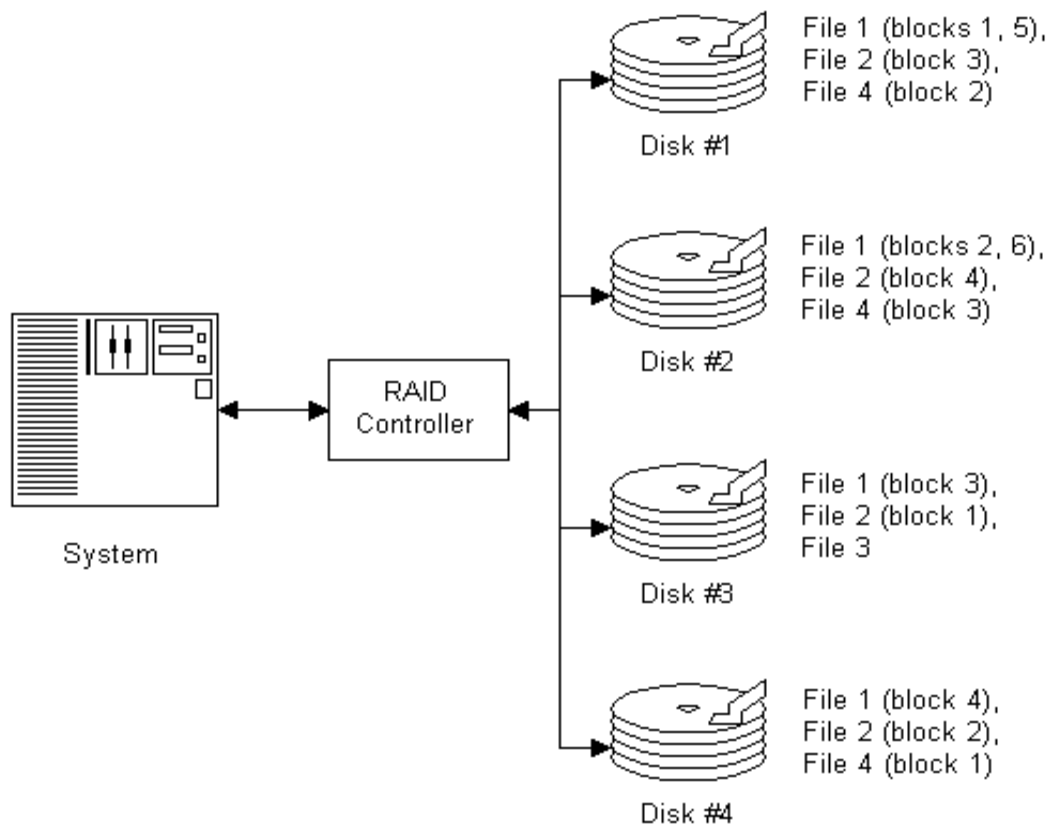 File 1 (blocks 1, 5),
File 2 (block 3),
File 4 (block 2)
Disk #1
File 1 (blocks 2, 6),
File 2 (block 4),
File 4 (block 3)
Disk #2
RAID
Controller
System
File 1 (block 3),
File 2 (block 1),
File 3
Disk #3
File 1 (block 4),
File 2 (block 2),
File 4 (block 1)
Disk #4